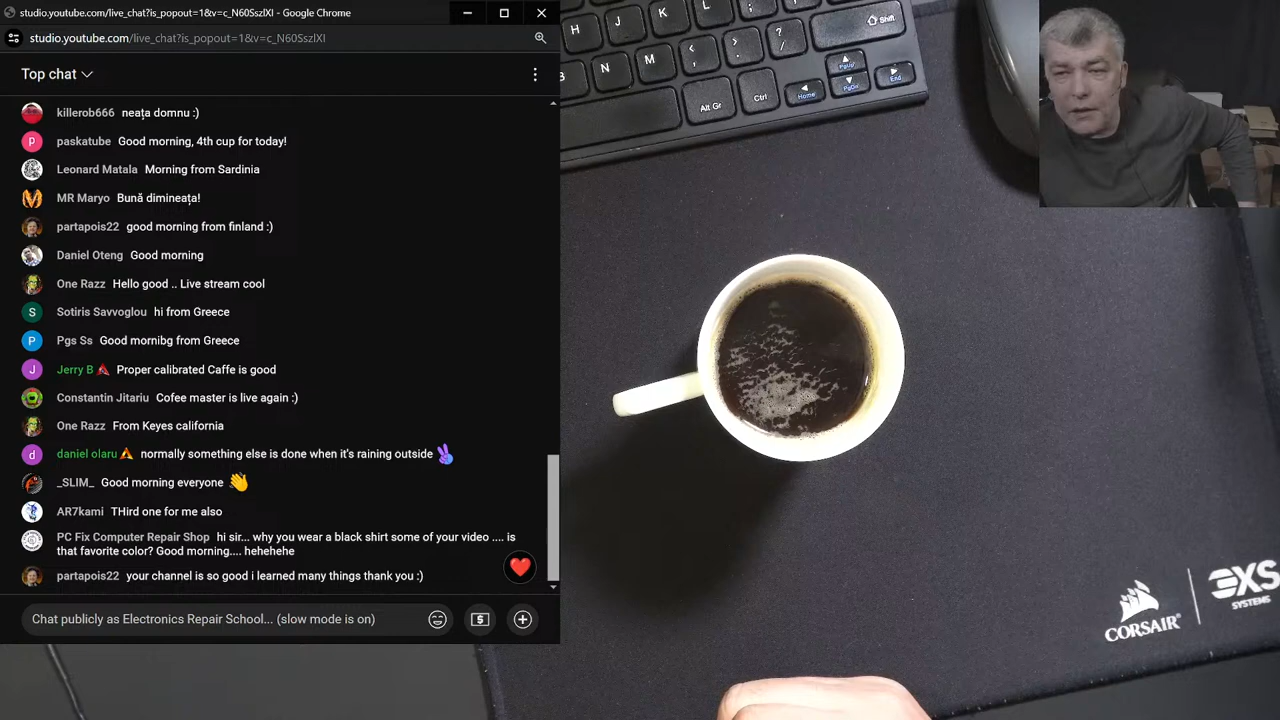 studio.youtube.com/live_chat?is_popout=1&v=c_N60SszlXI - Google Chrome
studio.youtube.com/live_chat?is_popout=1&v=c_N60SszlXI
Top chat
killerob666 neața domnu :)
paskatube Good morning, 4th cup for today!
Leonard Matala Morning from Sardinia
MR Maryo Bună dimineața!
partapois22 good morning from finland :)
Daniel Oteng Good morning
One Razz Hello good .. Live stream cool
Sotiris Savvoglou hi from Greece
Pgs Ss Good mornibg from Greece
Jerry B Proper calibrated Caffe is good
Constantin Jitariu Cofee master is live again :)
One Razz From Keyes california
daniel olaru normally something else is done when it's raining outside
_SLIM_ Good morning everyone
AR7kami THird one for me also
PC Fix Computer Repair Shop hi sir... why you wear a black shirt some of your video .... is
that favorite color? Good morning.... hehehehe
partapois22 your channel is so good i learned many things thank you :)
Chat publicly as Electronics Repair School... (slow mode is on)
H J K L : ; " ' Shift
B N M < , > . ? /
Alt Gr Ctrl Home PgUp PgDn End
CORSAIR
EXS
SYSTEMS